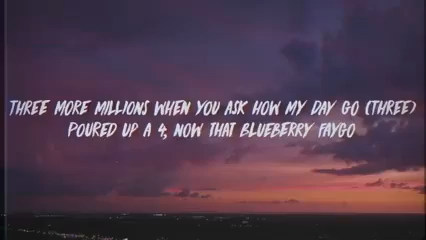 THREE MORE MILLIONS WHEN YOU ASK HOW MY DAY GO (THREE)
POURED UP A 4, NOW THAT BLUEBERRY FAYGO